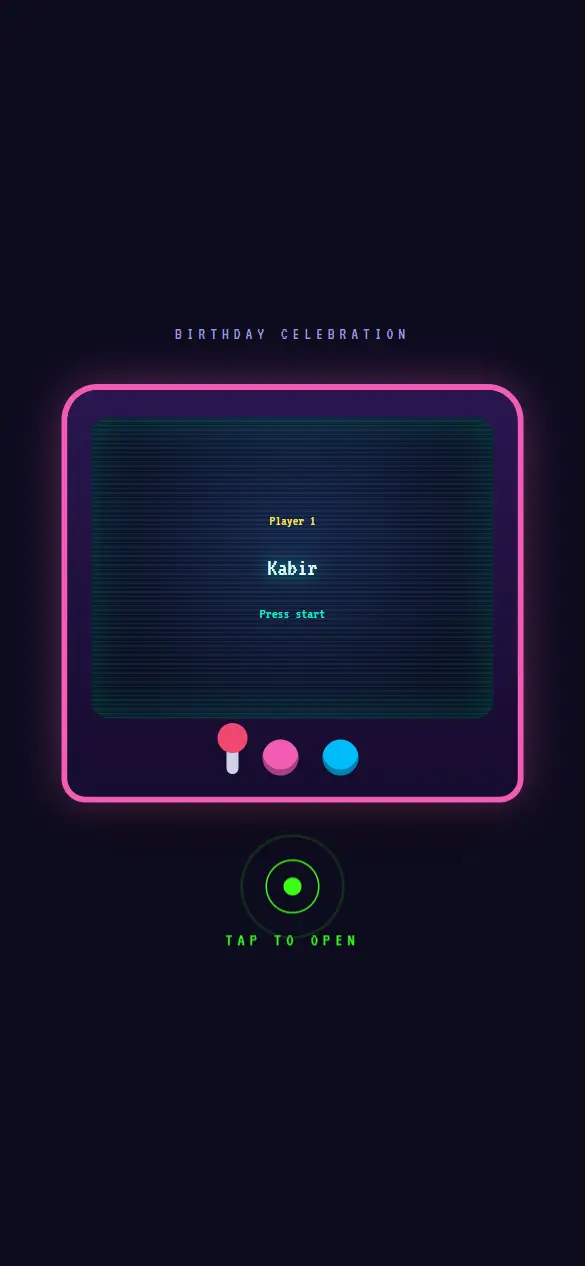 BIRTHDAY CELEBRATION
Player 1
Kabir
Press start
TAP TO OPEN